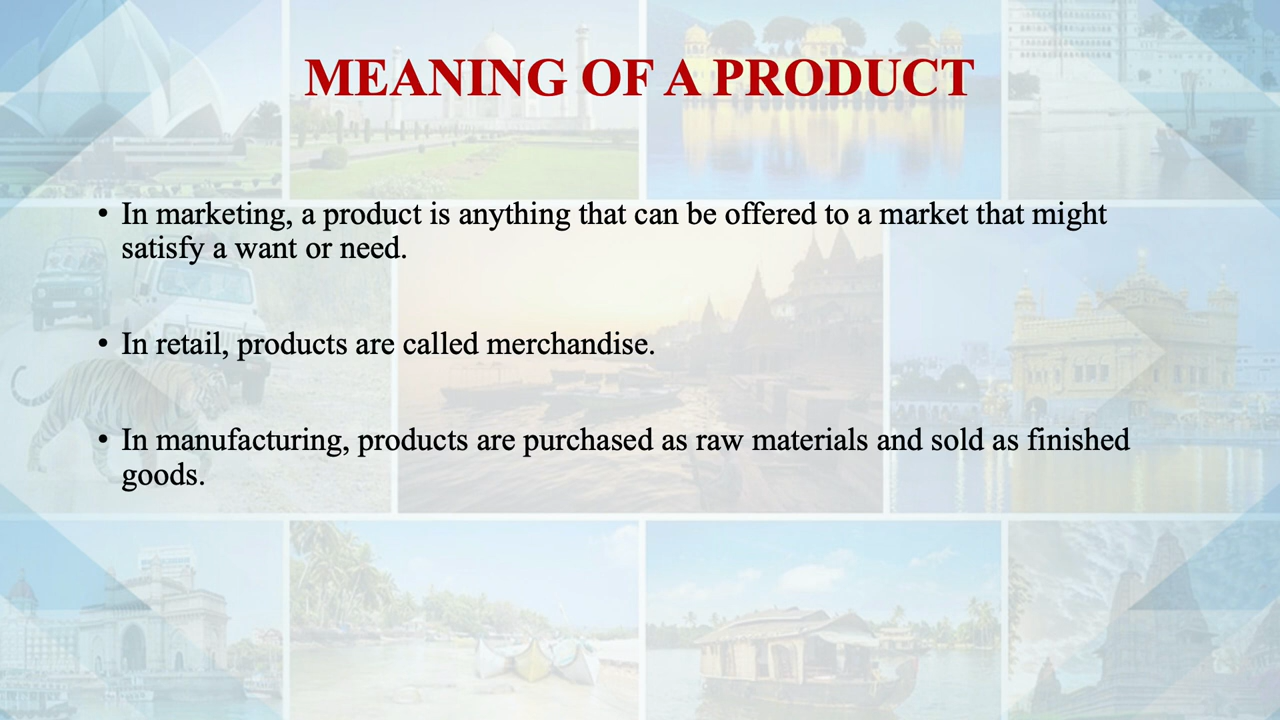 MEANING OF A PRODUCT
• In marketing, a product is anything that can be offered to a market that might
satisfy a want or need.
• In retail, products are called merchandise.
• In manufacturing, products are purchased as raw materials and sold as finished
goods.